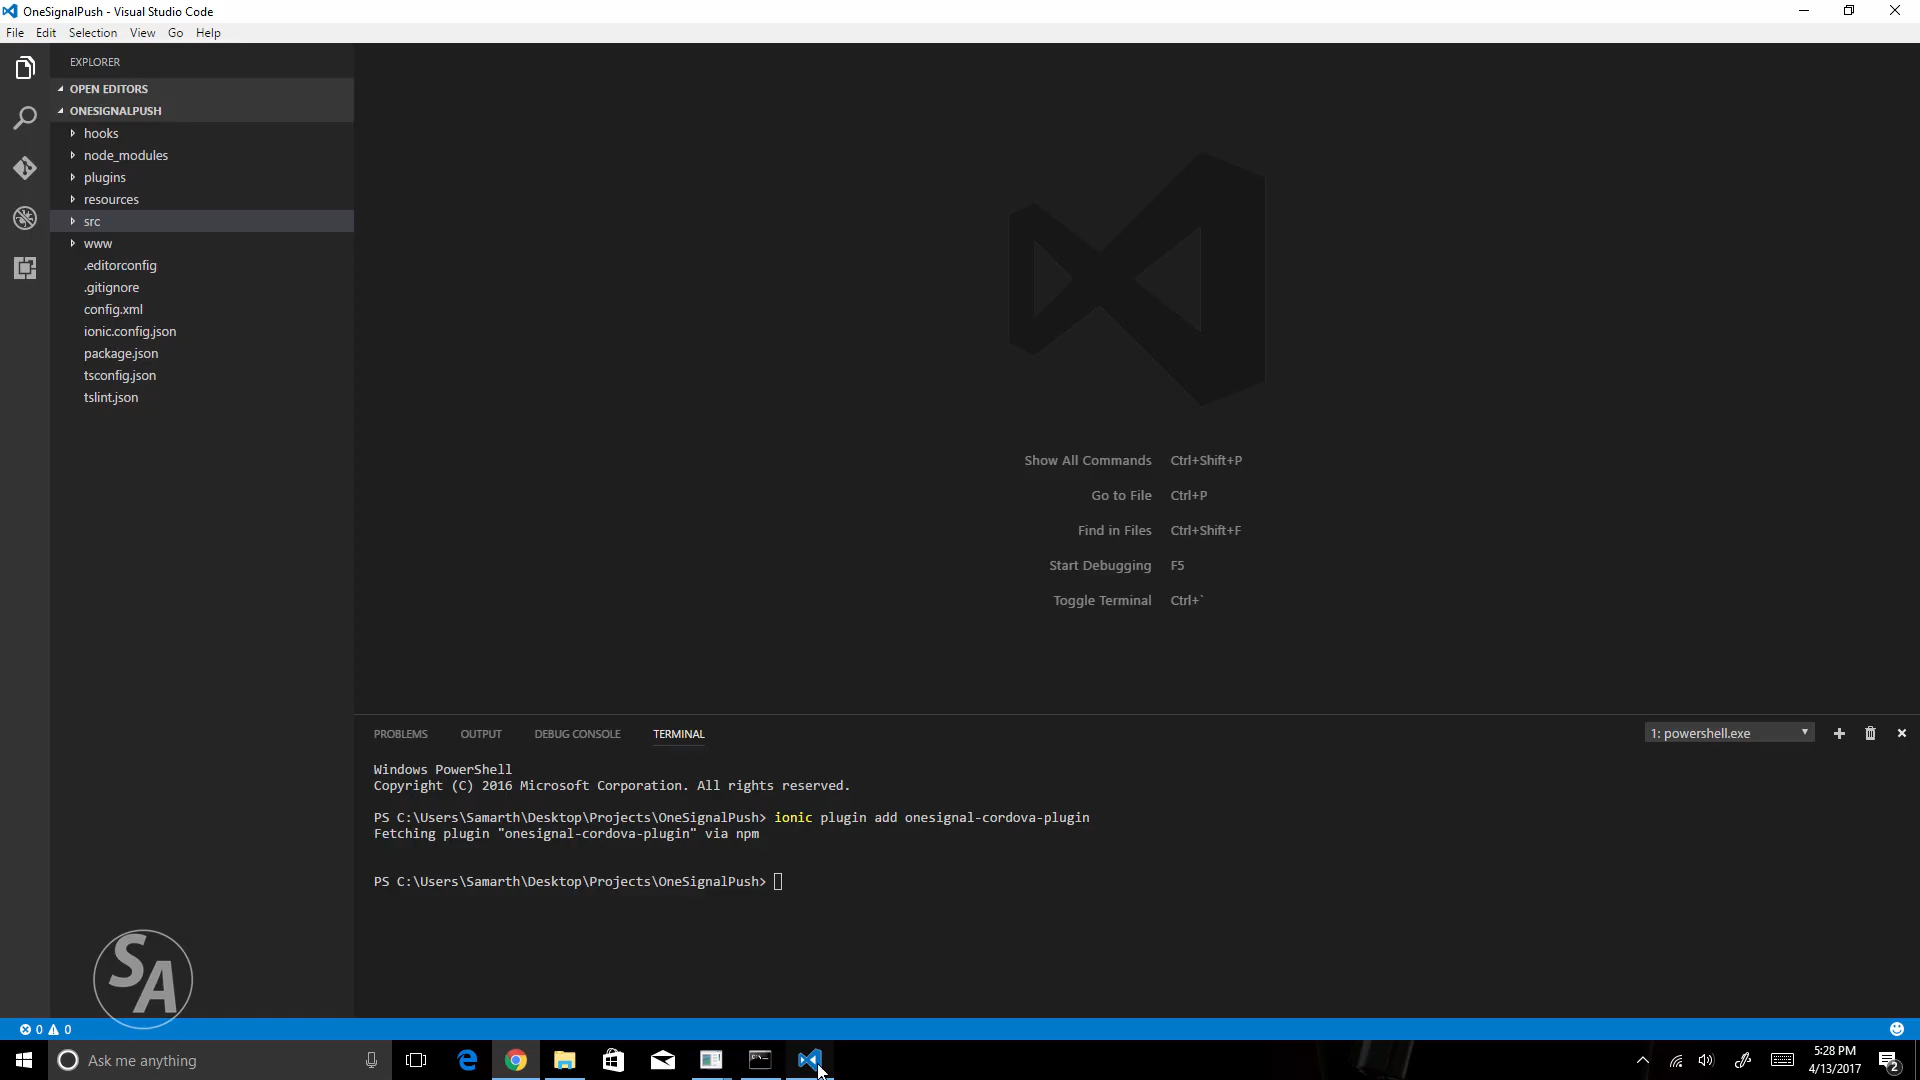 OneSignalPush - Visual Studio Code
File Edit Selection View Go Help
EXPLORER
OPEN EDITORS
ONESIGNALPUSH
hooks
node_modules
plugins
resources
src
www
.editorconfig
.gitignore
config.xml
ionic.config.json
package.json
tsconfig.json
tslint.json
Show All Commands Ctrl+Shift+P
Go to File Ctrl+P
Find in Files Ctrl+Shift+F
Start Debugging F5
Toggle Terminal Ctrl+`
PROBLEMS OUTPUT DEBUG CONSOLE TERMINAL 1: powershell.exe
Windows PowerShell
Copyright (C) 2016 Microsoft Corporation. All rights reserved.
PS C:\Users\Samarth\Desktop\Projects\OneSignalPush> ionic plugin add onesignal-cordova-plugin
Fetching plugin "onesignal-cordova-plugin" via npm
PS C:\Users\Samarth\Desktop\Projects\OneSignalPush>
SA
0 0
Ask me anything
5:28 PM
4/13/2017
2